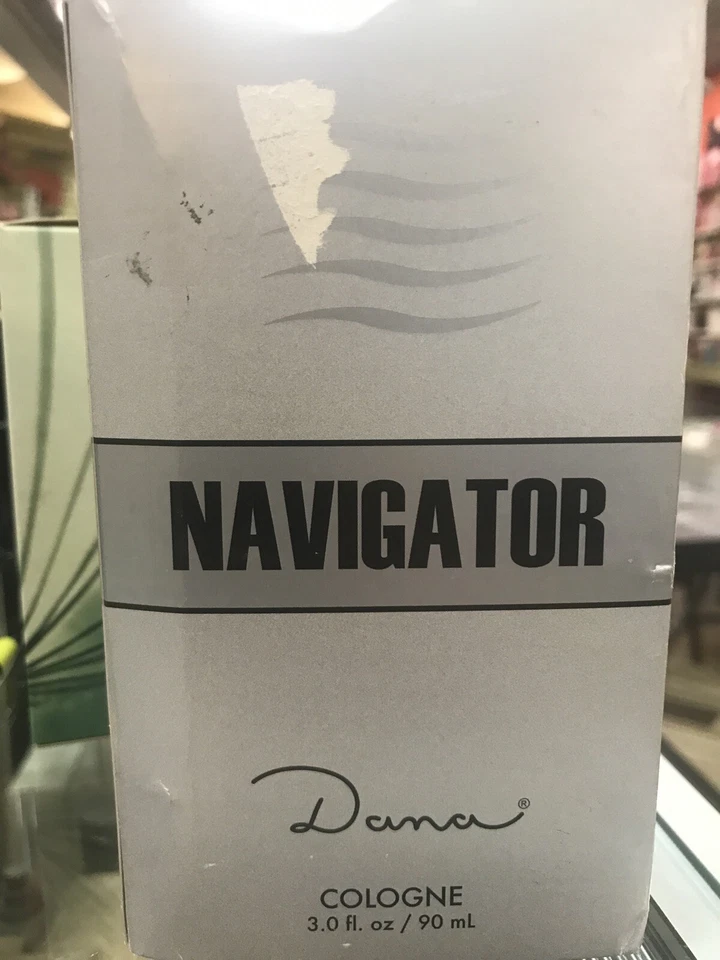 NAVIGATOR
Dana®
COLOGNE
3.0 fl. oz / 90 mL